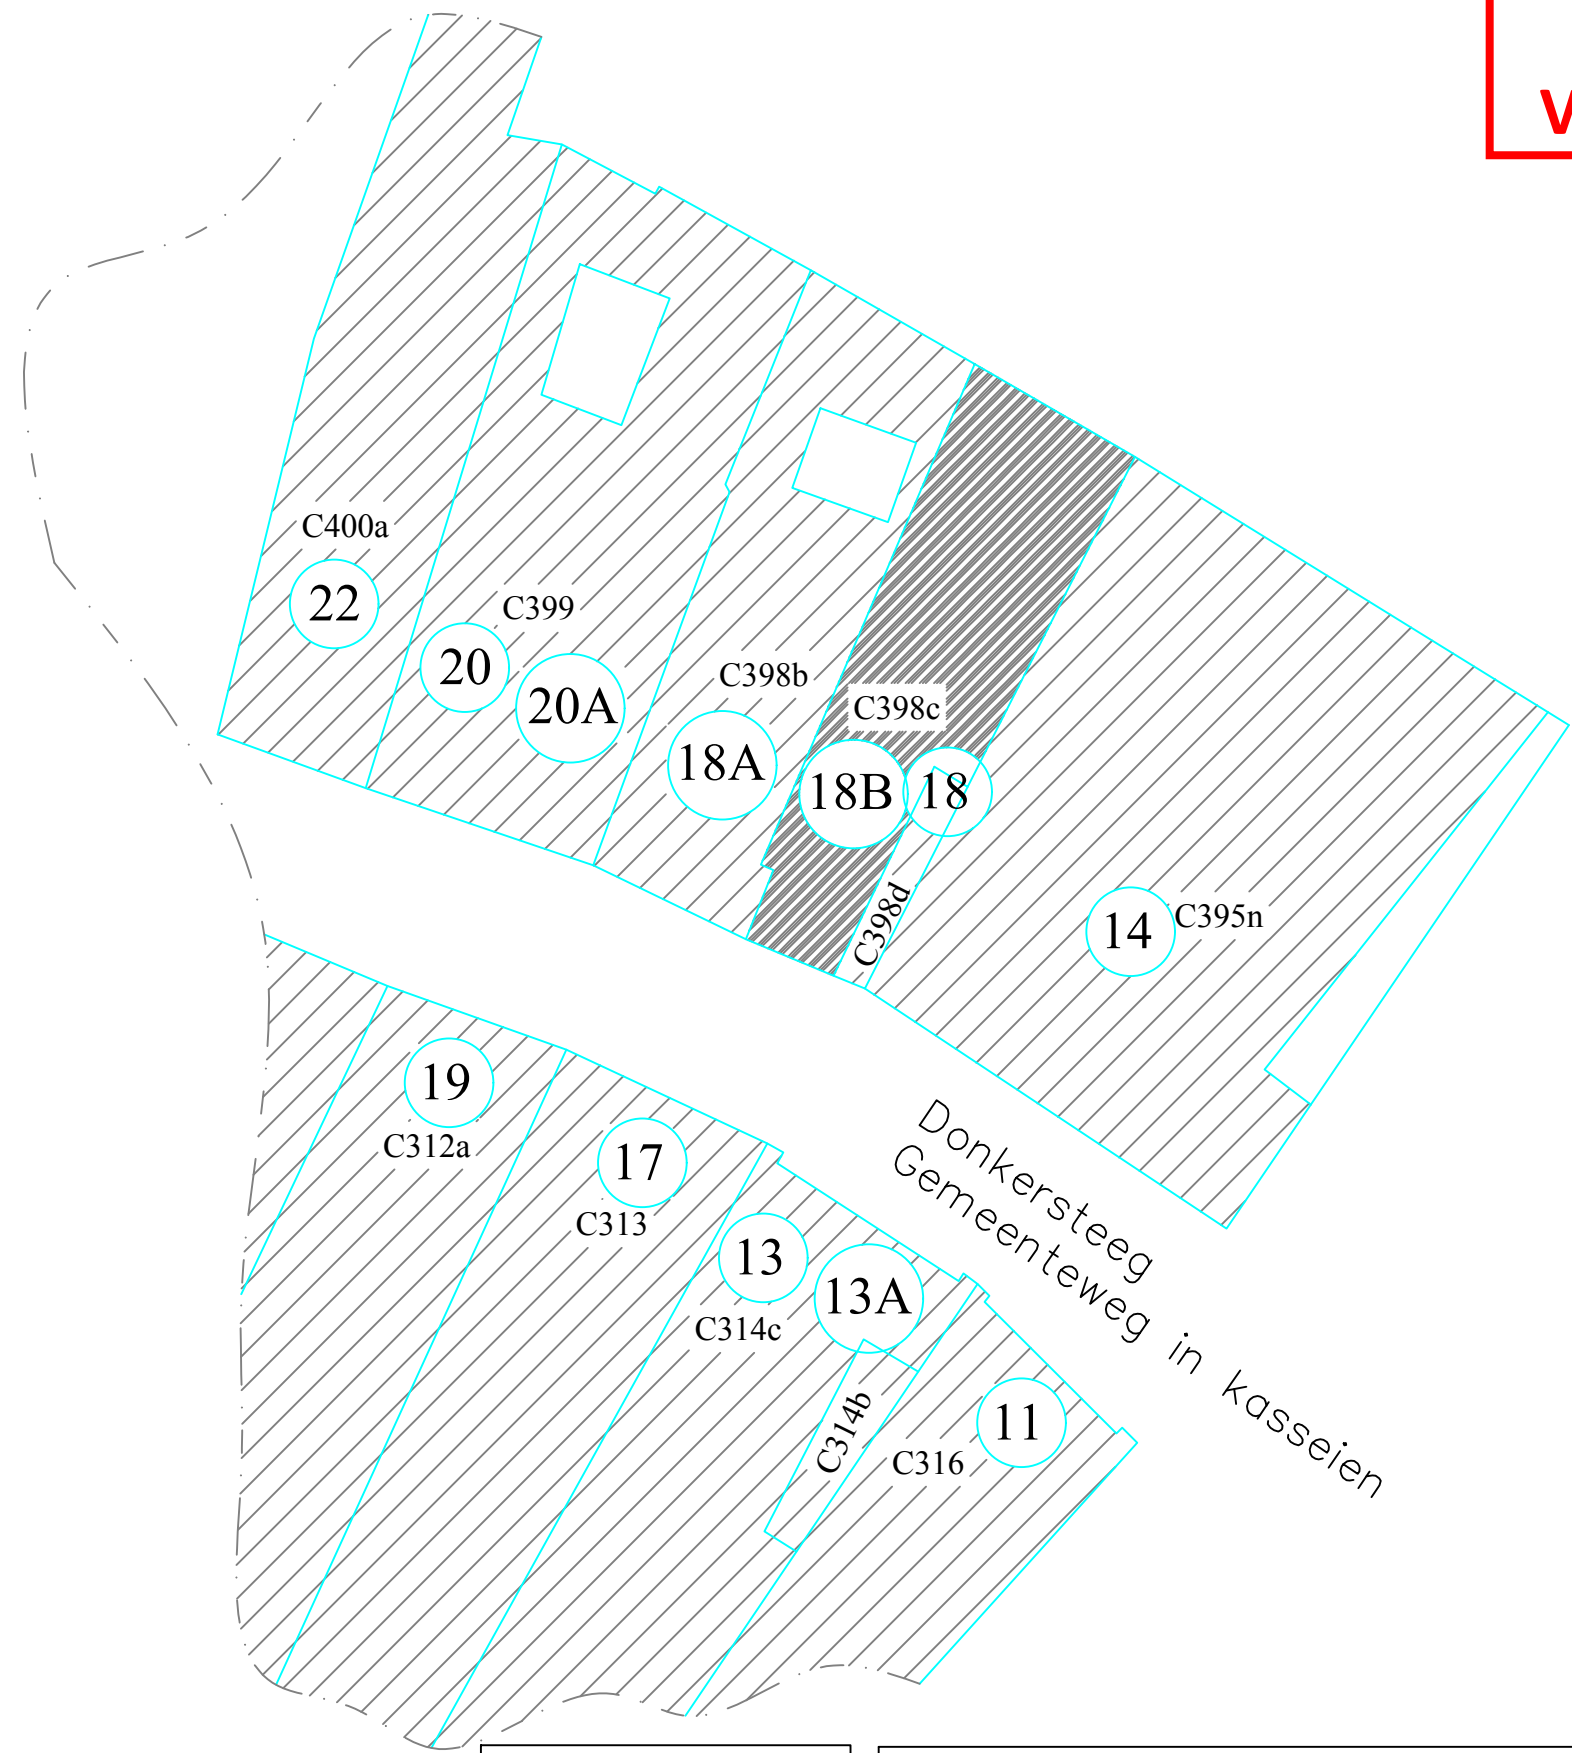 V
C400a
22
C399
20
20A
C398b
18A
C398c
18B
18
C398d
14
C395n
19
C312a
17
C313
13
C314c
13A
C314b
C316
11
Donkersteeg
Gemeenteweg in kasseien